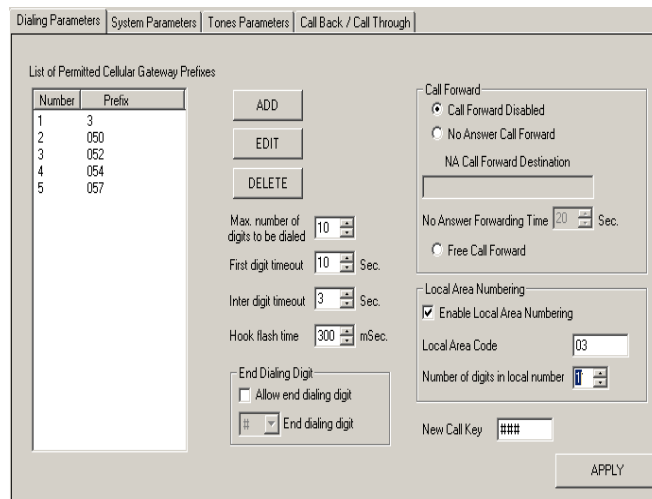 Dialing Parameters System Parameters Tones Parameters Call Back / Call Through
List of Permitted Cellular Gateway Prefixes
Number Prefix
1 3
2 050
3 052
4 054
5 057
ADD
EDIT
DELETE
Max. number of
digits to be dialed 10
First digit timeout 10 Sec.
Inter digit timeout 3 Sec.
Hook flash time 300 mSec.
End Dialing Digit
Allow end dialing digit
# End dialing digit
Call Forward
Call Forward Disabled
No Answer Call Forward
NA Call Forward Destination
No Answer Forwarding Time 20 Sec.
Free Call Forward
Local Area Numbering
Enable Local Area Numbering
Local Area Code 03
Number of digits in local number 1
New Call Key ###
APPLY